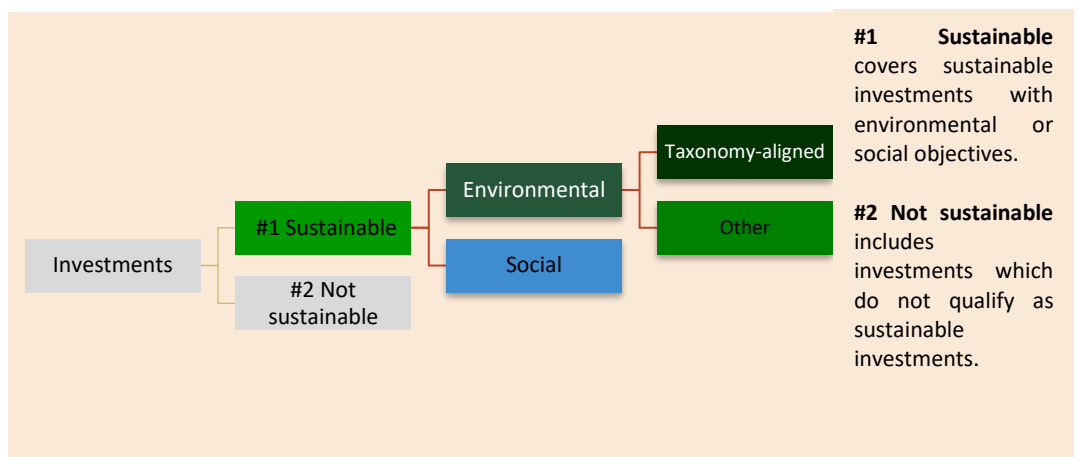 Investments
#1 Sustainable
#2 Not
sustainable
Environmental
Social
Taxonomy-aligned
Other
#1 Sustainable
covers sustainable
investments with
environmental or
social objectives.
#2 Not sustainable
includes
investments which
do not qualify as
sustainable
investments.